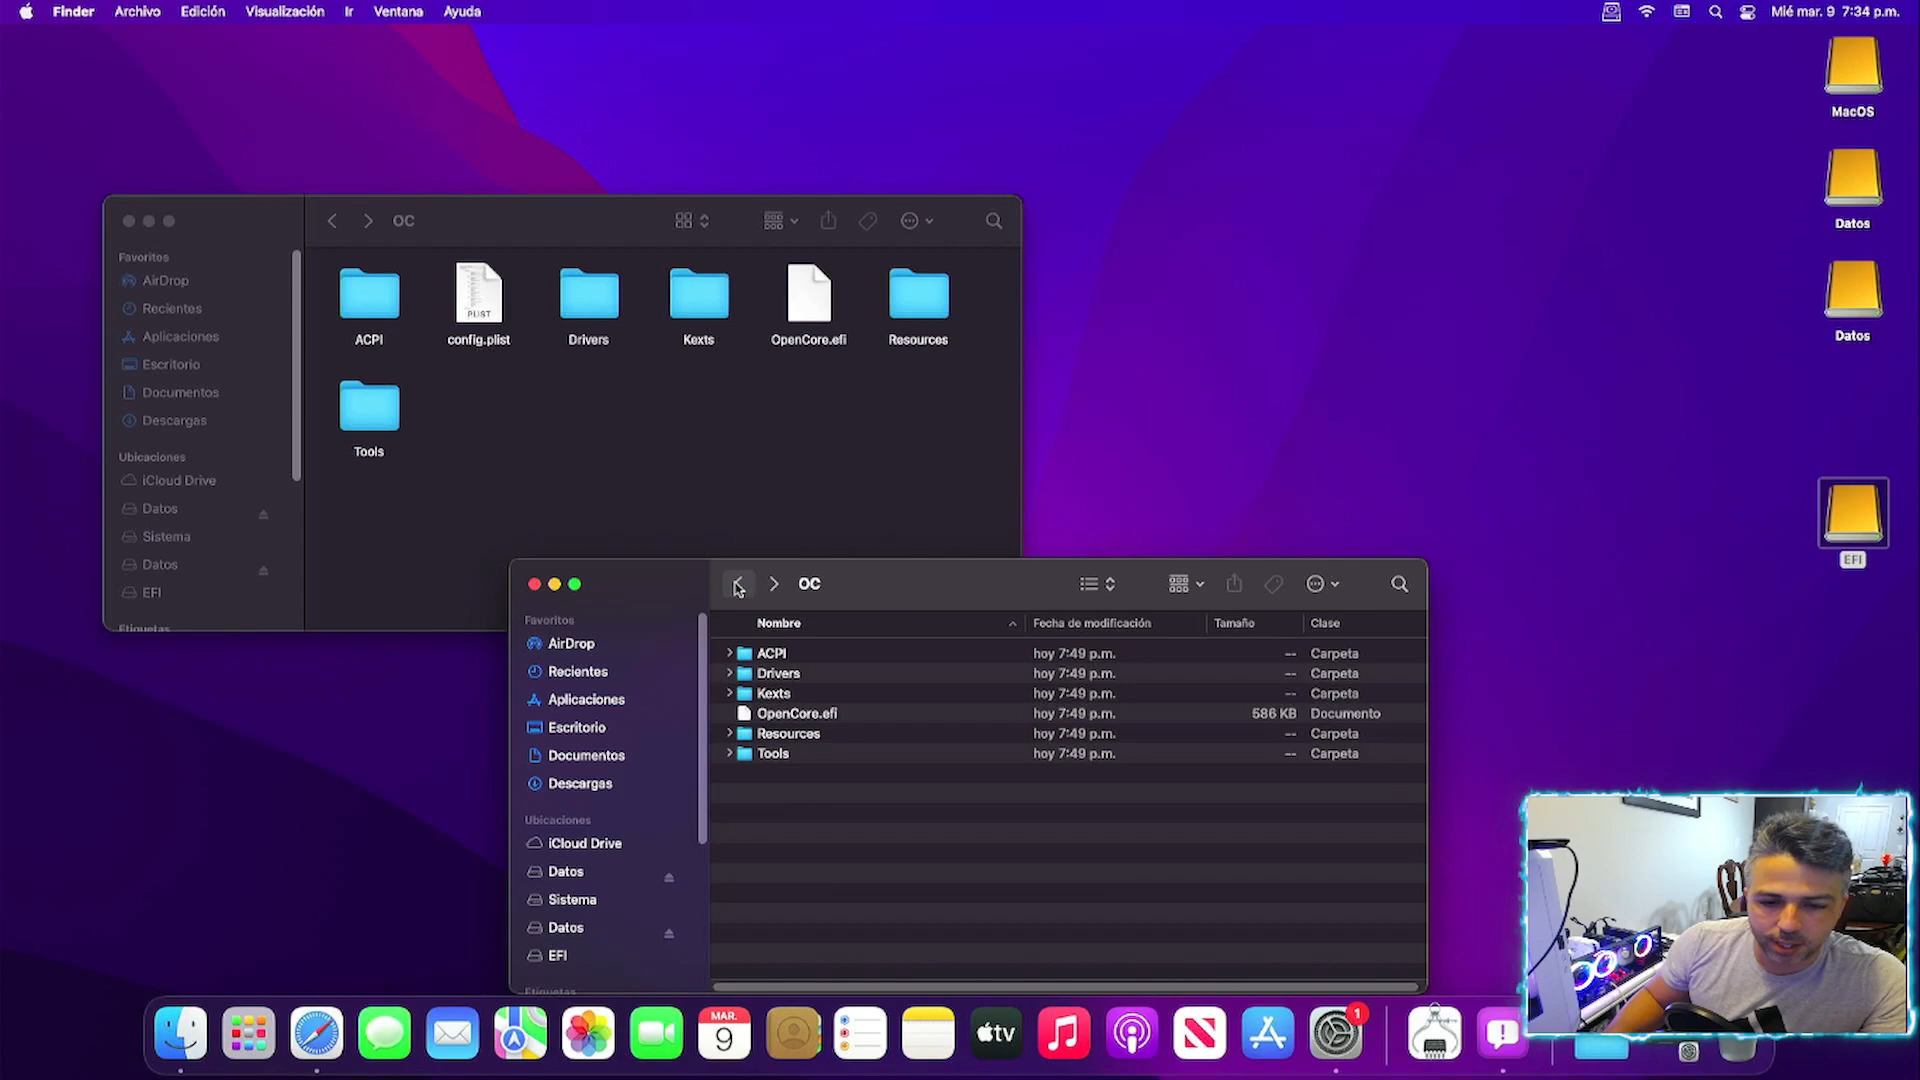 Finder Archivo Edición Visualización Ir Ventana Ayuda Mié mar. 9 7:34 p.m.
MacOS
Datos
Datos
EFI
OC
Favoritos
AirDrop
Recientes
Aplicaciones
Escritorio
Documentos
Descargas
Ubicaciones
iCloud Drive
Datos
Sistema
Datos
EFI
Etiquetas
PLIST
ACPI config.plist Drivers Kexts OpenCore.efi Resources
Tools
OC
Favoritos
AirDrop
Recientes
Aplicaciones
Escritorio
Documentos
Descargas
Ubicaciones
iCloud Drive
Datos
Sistema
Datos
EFI
Etiquetas
Nombre Fecha de modificación Tamaño Clase
ACPI hoy 7:49 p.m. -- Carpeta
Drivers hoy 7:49 p.m. -- Carpeta
Kexts hoy 7:49 p.m. -- Carpeta
OpenCore.efi hoy 7:49 p.m. 586 KB Documento
Resources hoy 7:49 p.m. -- Carpeta
Tools hoy 7:49 p.m. -- Carpeta
MAR.
9
tv
1